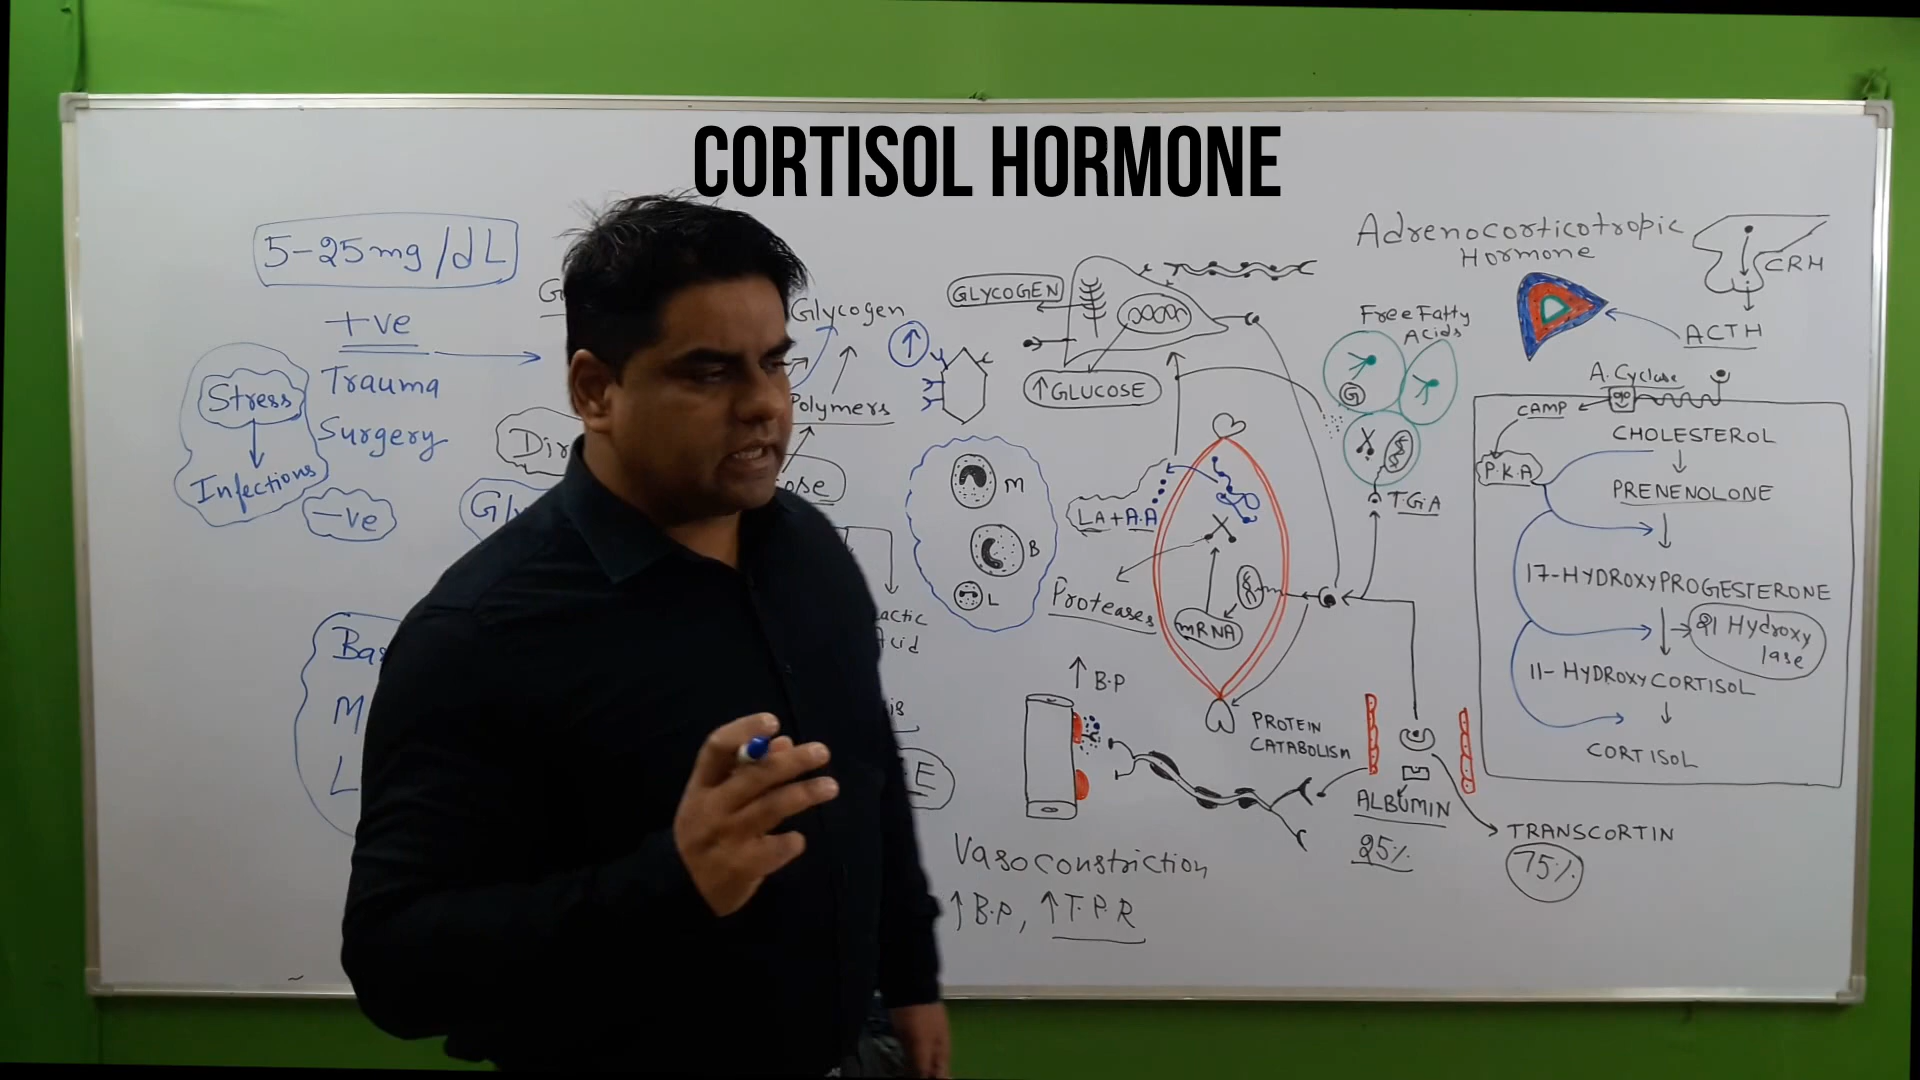 CORTISOL HORMONE
5-25mg/dL
+ve
Stress
Trauma
Surgery
Infections
-ve
Glycogen
Polymers
GLYCOGEN
↑GLUCOSE
M
B
L
LA+A.A
Proteases
mRNA
↑ B.P
PROTEIN
CATABOLISM
Vasoconstriction
↑B.P, ↑T.P.R
Free Fatty
Acids
G
T.G.A
ALBUMIN
25%
TRANSCORTIN
75%
Adrenocorticotropic
Hormone
CRH
ACTH
A.Cyclase
CAMP
P.K.A
CHOLESTEROL
PRENENOLONE
17-HYDROXYPROGESTERONE
21 Hydroxy
lase
11-HYDROXYCORTISOL
CORTISOL